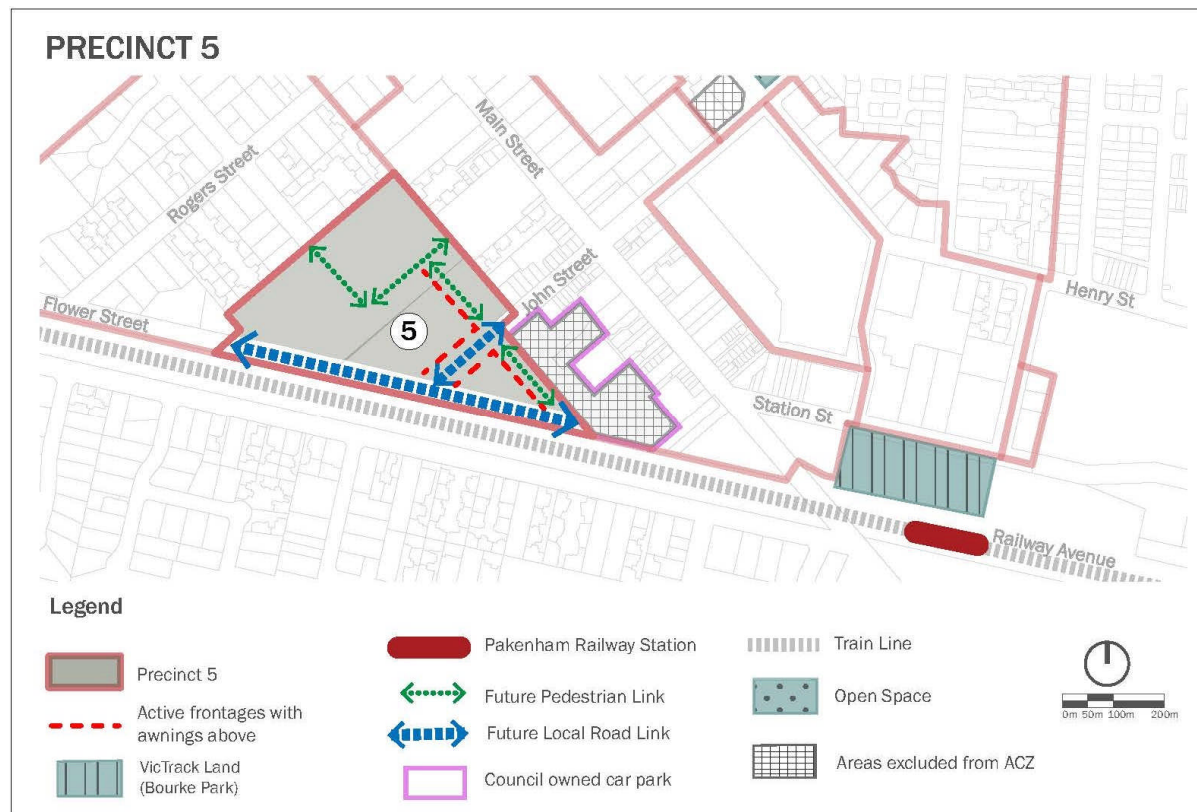 PRECINCT 5
Main Street
Rogers Street
John Street
Flower Street
5
Henry St
Station St
Railway Avenue
Legend
Precinct 5
Active frontages with
awnings above
VicTrack Land
(Bourke Park)
Pakenham Railway Station
Future Pedestrian Link
Future Local Road Link
Council owned car park
Train Line
Open Space
Areas excluded from ACZ
0m 50m 100m 200m